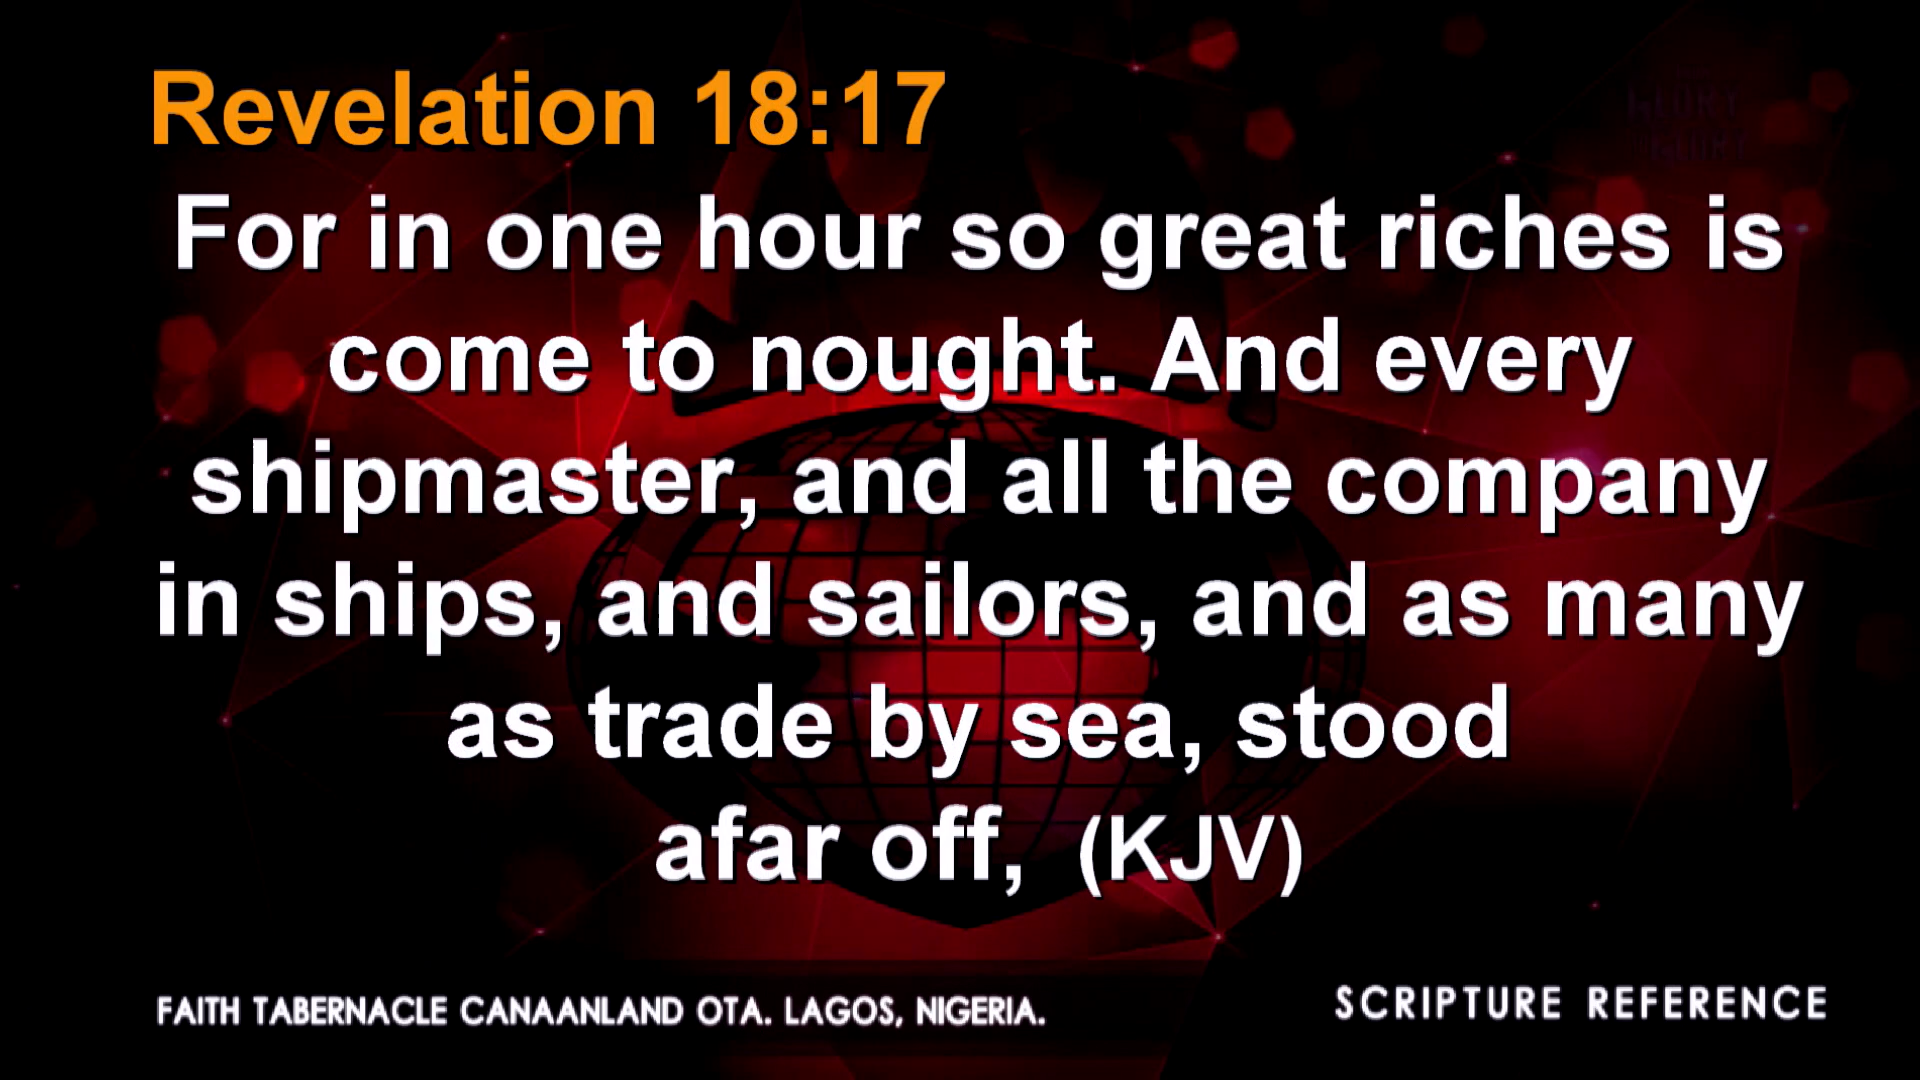 Revelation 18:17
For in one hour so great riches is
come to nought. And every
shipmaster, and all the company
in ships, and sailors, and as many
as trade by sea, stood
afar off, (KJV)
FAITH TABERNACLE CANAANLAND OTA. LAGOS, NIGERIA.
SCRIPTURE REFERENCE